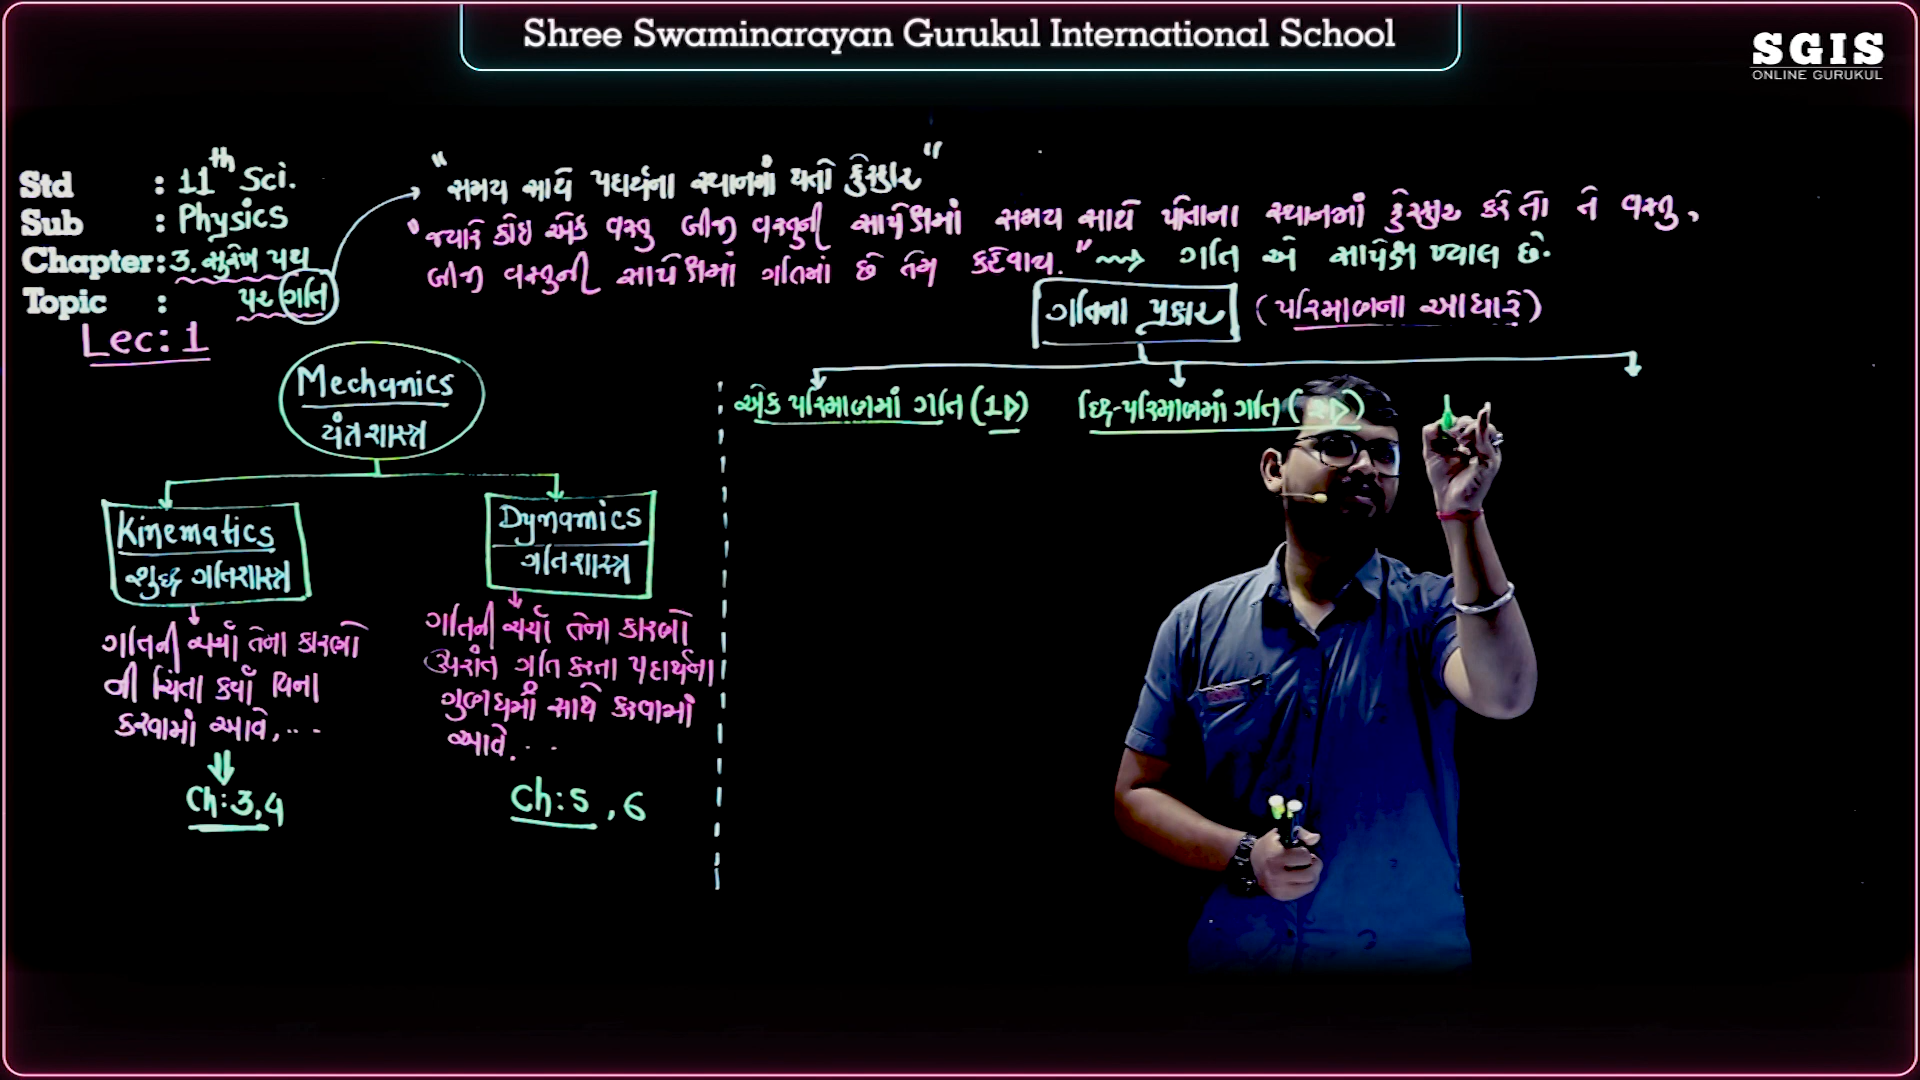 Shree Swaminarayan Gurukul International School
SGIS
ONLINE GURUKUL
Std : 11th Sci.
Sub : Physics
Chapter: 3. સુરેખ પથ
Topic : પર ગતિ
Lec: 1
"સમય સાથે પદાર્થના સ્થાનમાં થતો ફેરફાર"
"જ્યારે કોઇ એક વસ્તુ બીજી વસ્તુની સાપેક્ષમાં સમય સાથે પોતાના સ્થાનમાં ફેરફાર કરે તો તે વસ્તુ,
બીજી વસ્તુની સાપેક્ષમાં ગતિમાં છે તેમ કહેવાય." ગતિ એ સાપેક્ષ ખ્યાલ છે.
ગતિના પ્રકાર (પરિમાણના આધારે)
Mechanics
યંત્રશાસ્ત્ર
એક પરિમાણમાં ગતિ (1D) દ્વિ-પરિમાણમાં ગતિ (2D)
Kinematics
શુદ્ધ ગતિશાસ્ત્ર
ગતિની ચર્ચા તેના કારણો
ની ચિંતા કર્યા વિના
કરવામાં આવે,...
Ch:3,4
Dynamics
ગતિશાસ્ત્ર
ગતિની ચર્ચા તેના કારણો
ઉપરાંત ગતિ કરતા પદાર્થના
ગુણધર્મો સાથે કરવામાં
આવે. ..
Ch:5, 6